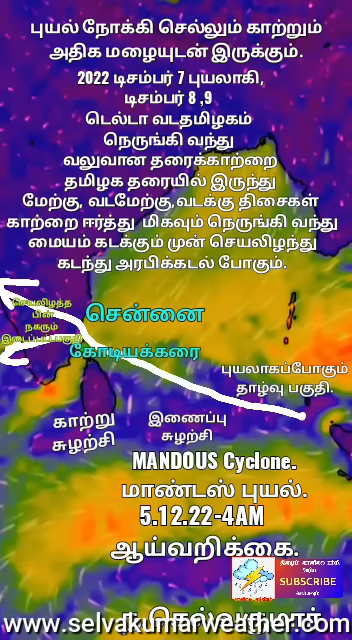 புயல் நோக்கி செல்லும் காற்றும்
அதிக மழையுடன் இருக்கும்.
2022 டிசம்பர் 7 புயலாகி,
டிசம்பர் 8 ,9
டெல்டா வடதமிழகம்
நெருங்கி வந்து
வலுவான தரைக்காற்றை
தமிழக தரையில் இருந்து
மேற்கு, வடமேற்கு,வடக்கு திசைகள்
காற்றை ஈர்த்து மிகவும் நெருங்கி வந்து
மையம் கடக்கும் முன் செயலிழந்து
கடந்து அரபிக்கடல் போகும்.
செயலிழந்த
பின்
நகரும்
சென்னை
கோடியக்கரை
புயலாகப்போகும்
தாழ்வு பகுதி.
காற்று
சுழற்சி
இணைப்பு
சுழற்சி
MANDOUS Cyclone.
மாண்டஸ் புயல்.
5.12.22-4AM
ஆய்வறிக்கை.
SUBSCRIBE
www.selvakumarweather.com